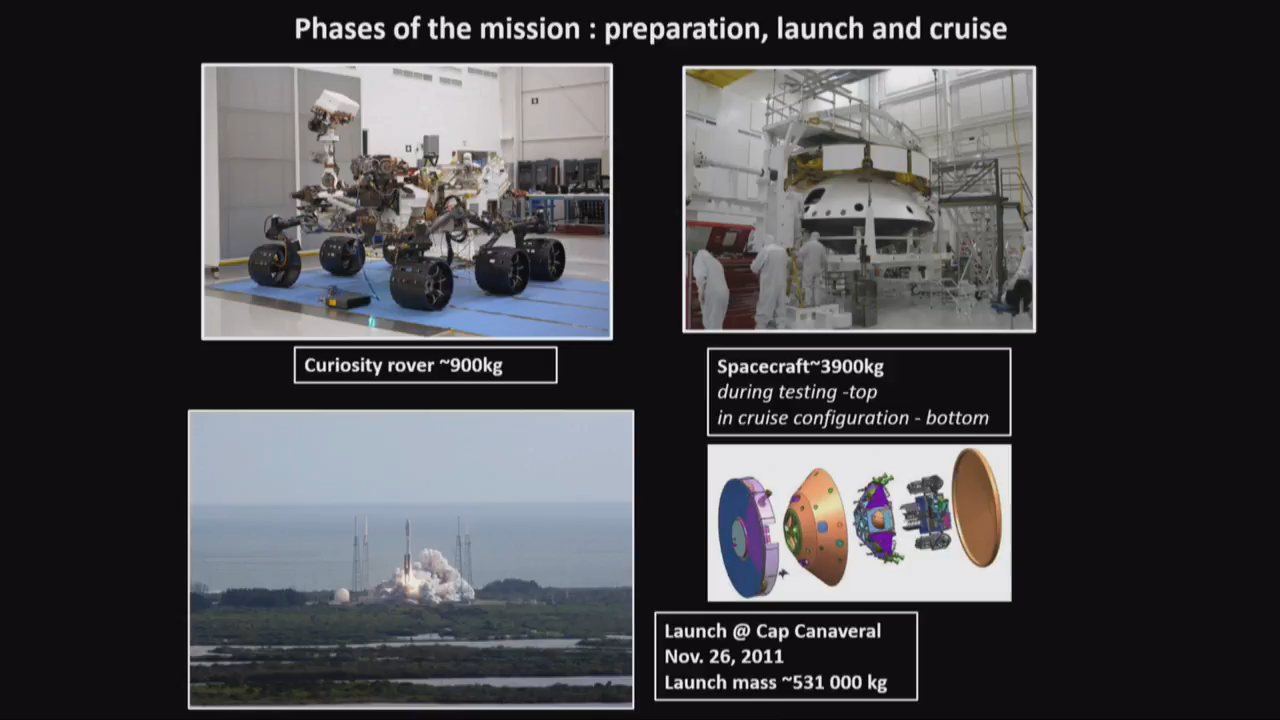 Phases of the mission : preparation, launch and cruise
Curiosity rover ~900kg
Spacecraft~3900kg
during testing -top
in cruise configuration - bottom
Launch @ Cap Canaveral
Nov. 26, 2011
Launch mass ~531 000 kg